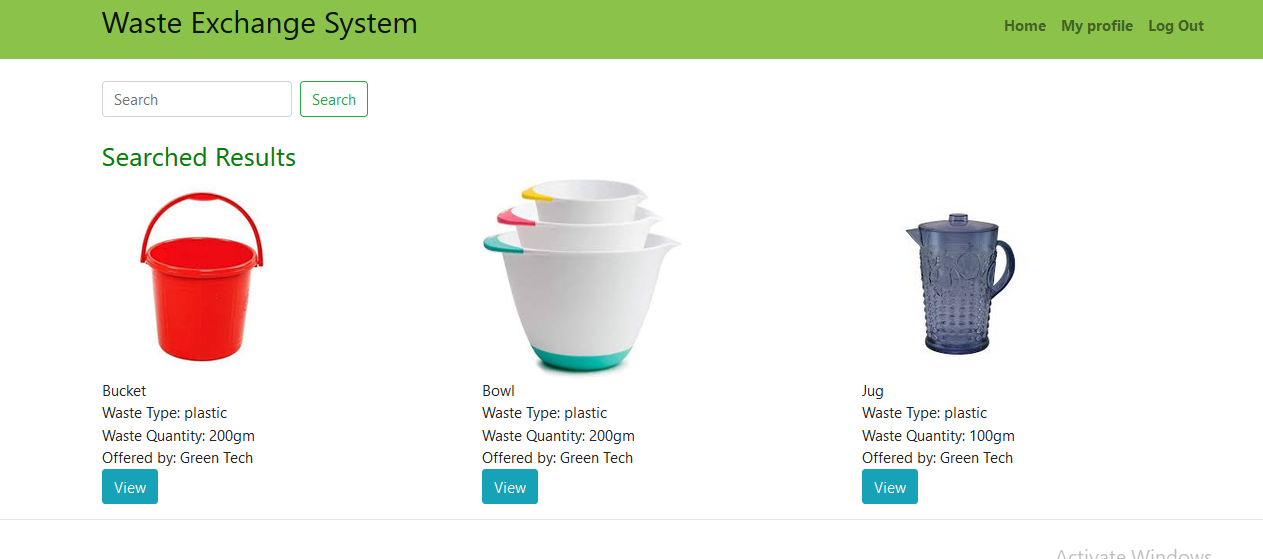 Waste Exchange System
Home My profile Log Out
Search Search
Searched Results
Bucket
Waste Type: plastic
Waste Quantity: 200gm
Offered by: Green Tech
View
Bowl
Waste Type: plastic
Waste Quantity: 200gm
Offered by: Green Tech
View
Jug
Waste Type: plastic
Waste Quantity: 100gm
Offered by: Green Tech
View
Activate Windows